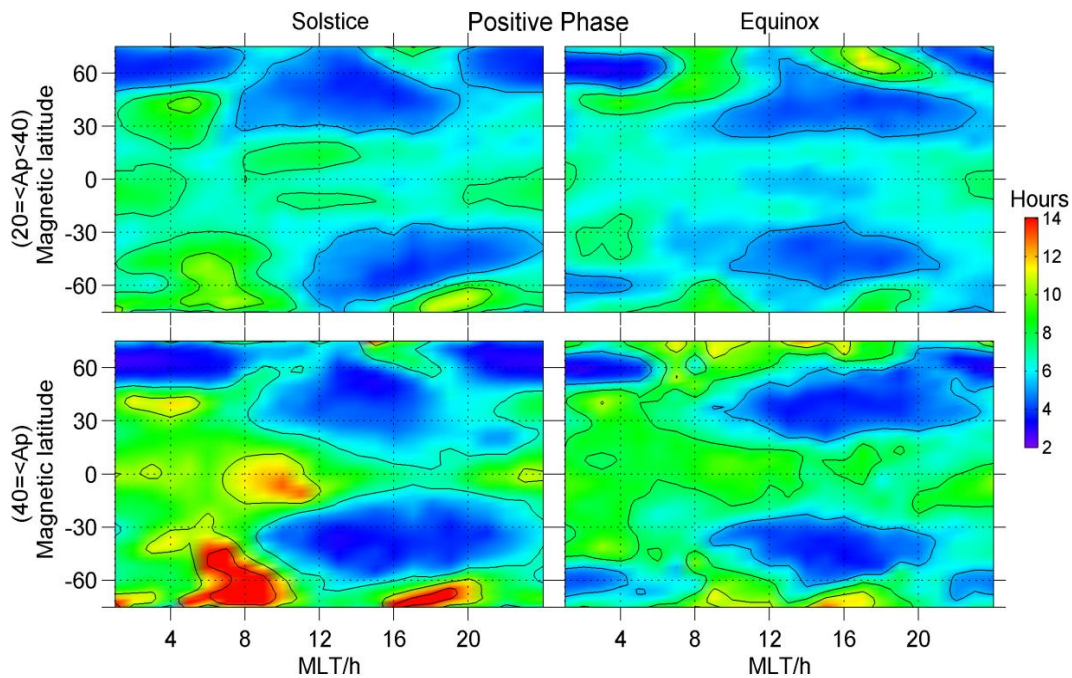 Solstice Positive Phase Equinox
(20=<Ap<40)
Magnetic latitude
60
30
0
-30
-60
(40=<Ap)
Magnetic latitude
60
30
0
-30
-60
4 8 12 16 20
MLT/h
4 8 12 16 20
MLT/h
Hours
14
12
10
8
6
4
2